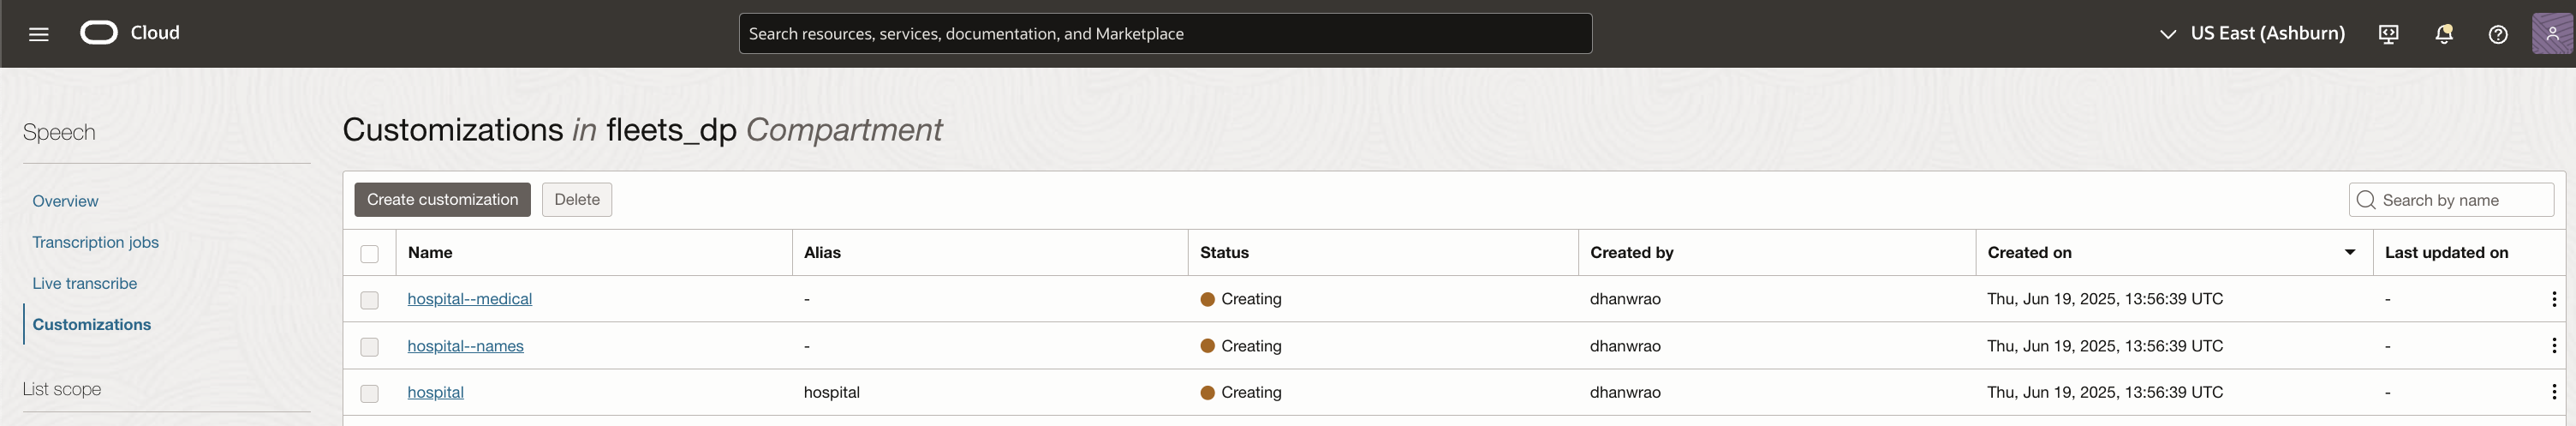 Cloud
Search resources, services, documentation, and Marketplace
US East (Ashburn)
Speech
Overview
Transcription jobs
Live transcribe
Customizations
List scope
Customizations in fleets_dp Compartment
Create customization Delete
Search by name
Name Alias Status Created by Created on Last updated on
hospital--medical - Creating dhanwrao Thu, Jun 19, 2025, 13:56:39 UTC -
hospital--names - Creating dhanwrao Thu, Jun 19, 2025, 13:56:39 UTC -
hospital hospital Creating dhanwrao Thu, Jun 19, 2025, 13:56:39 UTC -